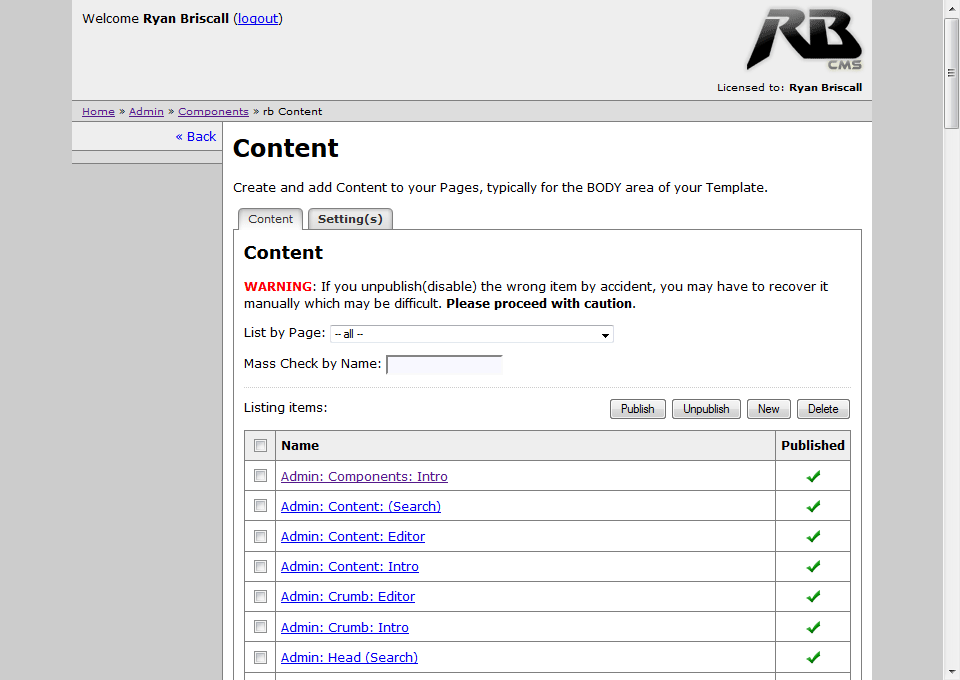 Welcome Ryan Briscall (logout)
RB
CMS
Licensed to: Ryan Briscall
Home » Admin » Components » rb Content
« Back
Content
Create and add Content to your Pages, typically for the BODY area of your Template.
Content Setting(s)
Content
WARNING: If you unpublish(disable) the wrong item by accident, you may have to recover it
manually which may be difficult. Please proceed with caution.
List by Page: -- all --
Mass Check by Name:
Listing items: Publish Unpublish New Delete
Name Published
Admin: Components: Intro
Admin: Content: (Search)
Admin: Content: Editor
Admin: Content: Intro
Admin: Crumb: Editor
Admin: Crumb: Intro
Admin: Head (Search)